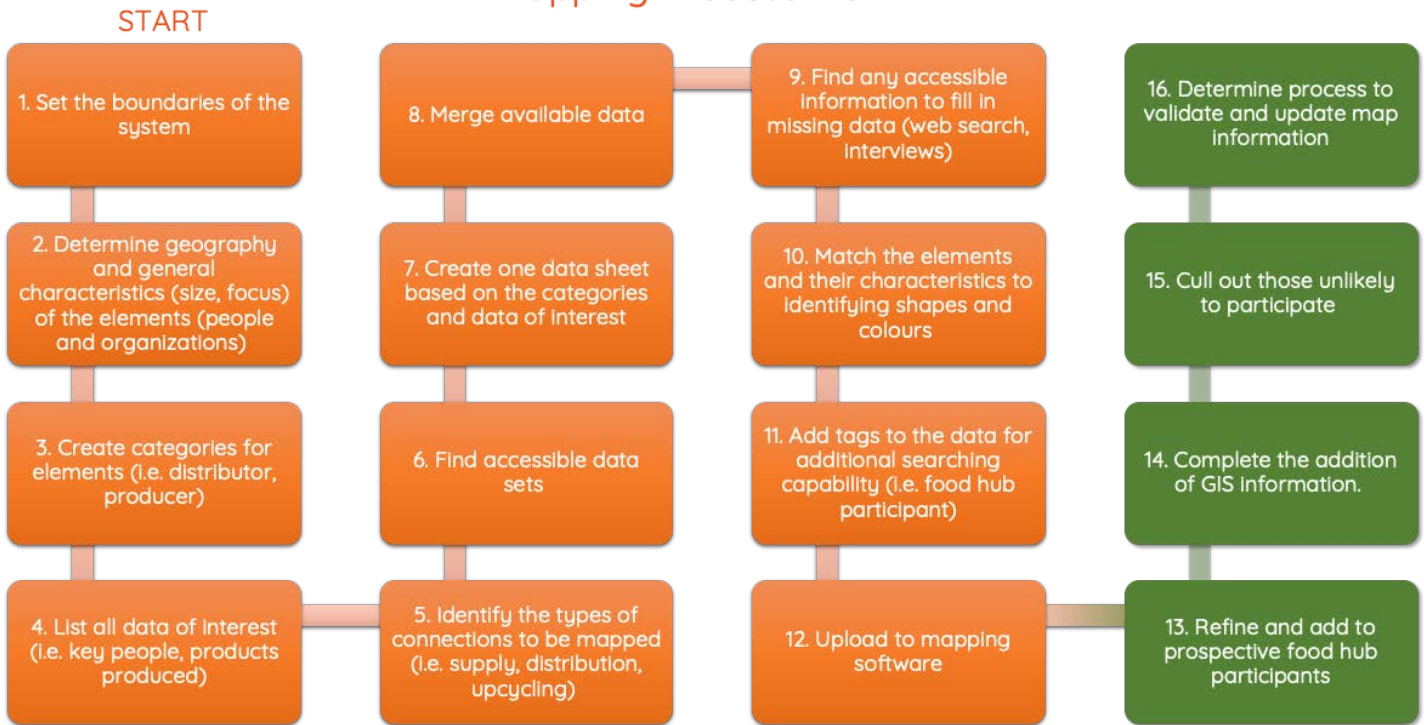 START
1. Set the boundaries of the
system
2. Determine geography
and general
characteristics (size, focus)
of the elements (people
and organizations)
3. Create categories for
elements (i.e. distributor,
producer)
4. List all data of interest
(i.e. key people, products
produced)
5. Identify the types of
connections to be mapped
(i.e. supply, distribution,
upcycling)
6. Find accessible data
sets
7. Create one data sheet
based on the categories
and data of interest
8. Merge available data
9. Find any accessible
information to fill in
missing data (web search,
interviews)
10. Match the elements
and their characteristics to
identifying shapes and
colours
11. Add tags to the data for
additional searching
capability (i.e. food hub
participant)
12. Upload to mapping
software
13. Refine and add to
prospective food hub
participants
14. Complete the addition
of GIS information.
15. Cull out those unlikely
to participate
16. Determine process to
validate and update map
information